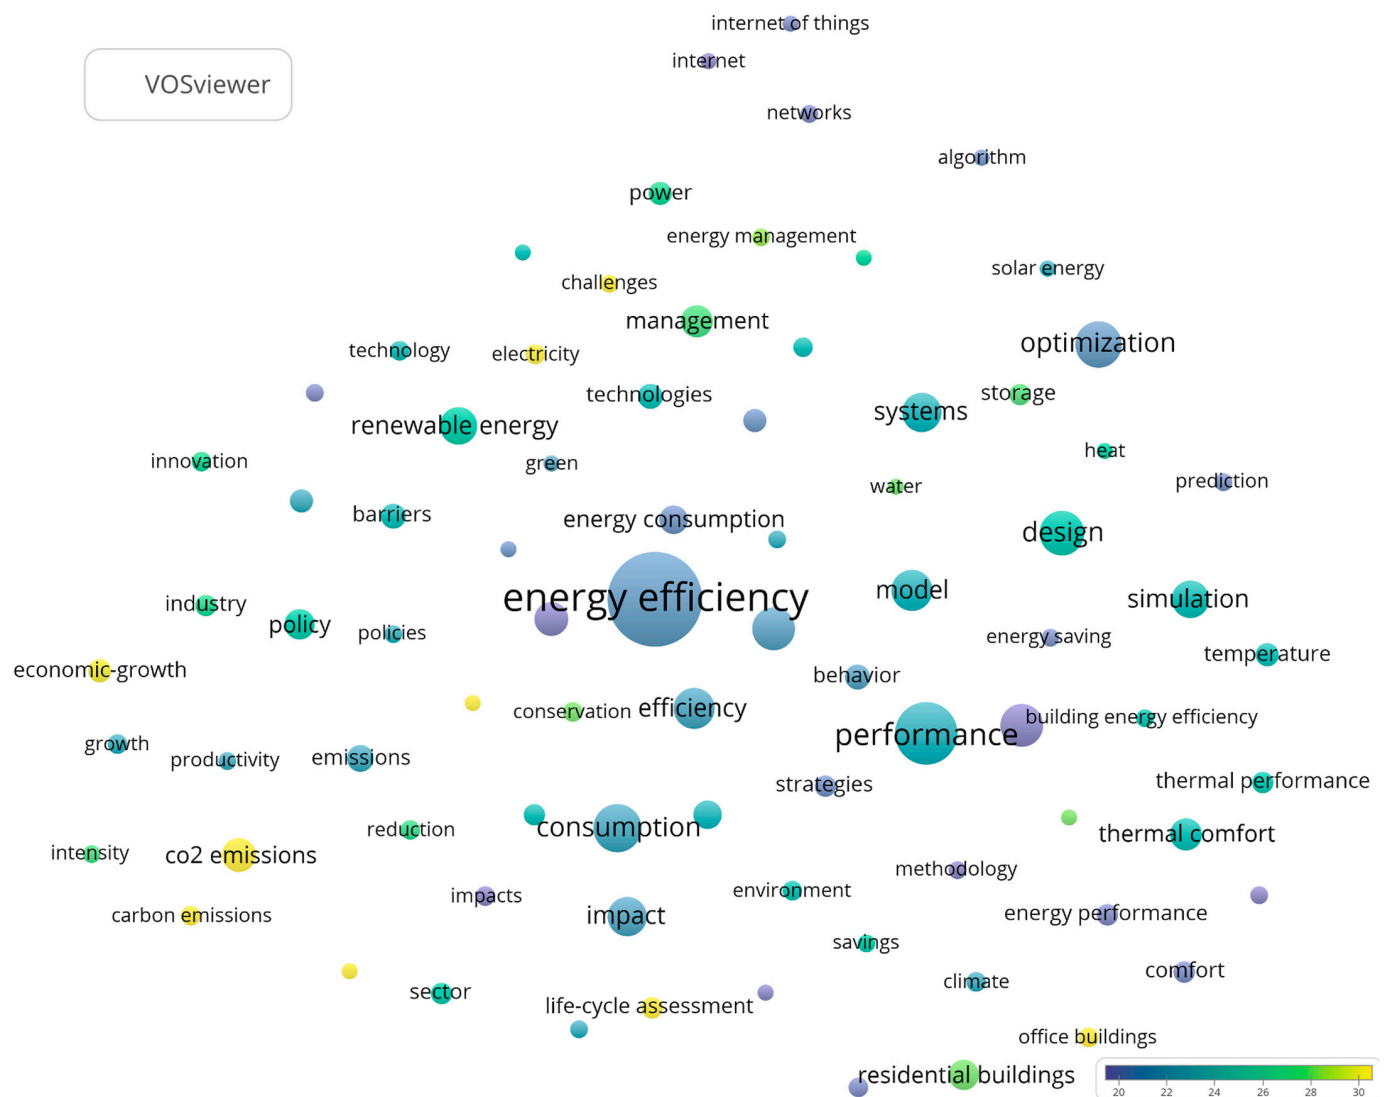 internet of things
VOSviewer
internet
networks
algorithm
power
energy management
solar energy
challenges
management
optimization
technology
electricity
technologies
storage
systems
renewable energy
heat
innovation
green
prediction
water
barriers
energy consumption
design
model
energy efficiency
simulation
industry
policy
policies
energy saving
temperature
economic-growth
behavior
conservation
efficiency
building energy efficiency
performance
growth
productivity
emissions
thermal performance
strategies
reduction
consumption
thermal comfort
intensity
co2 emissions
methodology
environment
impacts
carbon emissions
impact
energy performance
savings
comfort
climate
sector
life-cycle assessment
office buildings
residential buildings
20 22 24 26 28 30